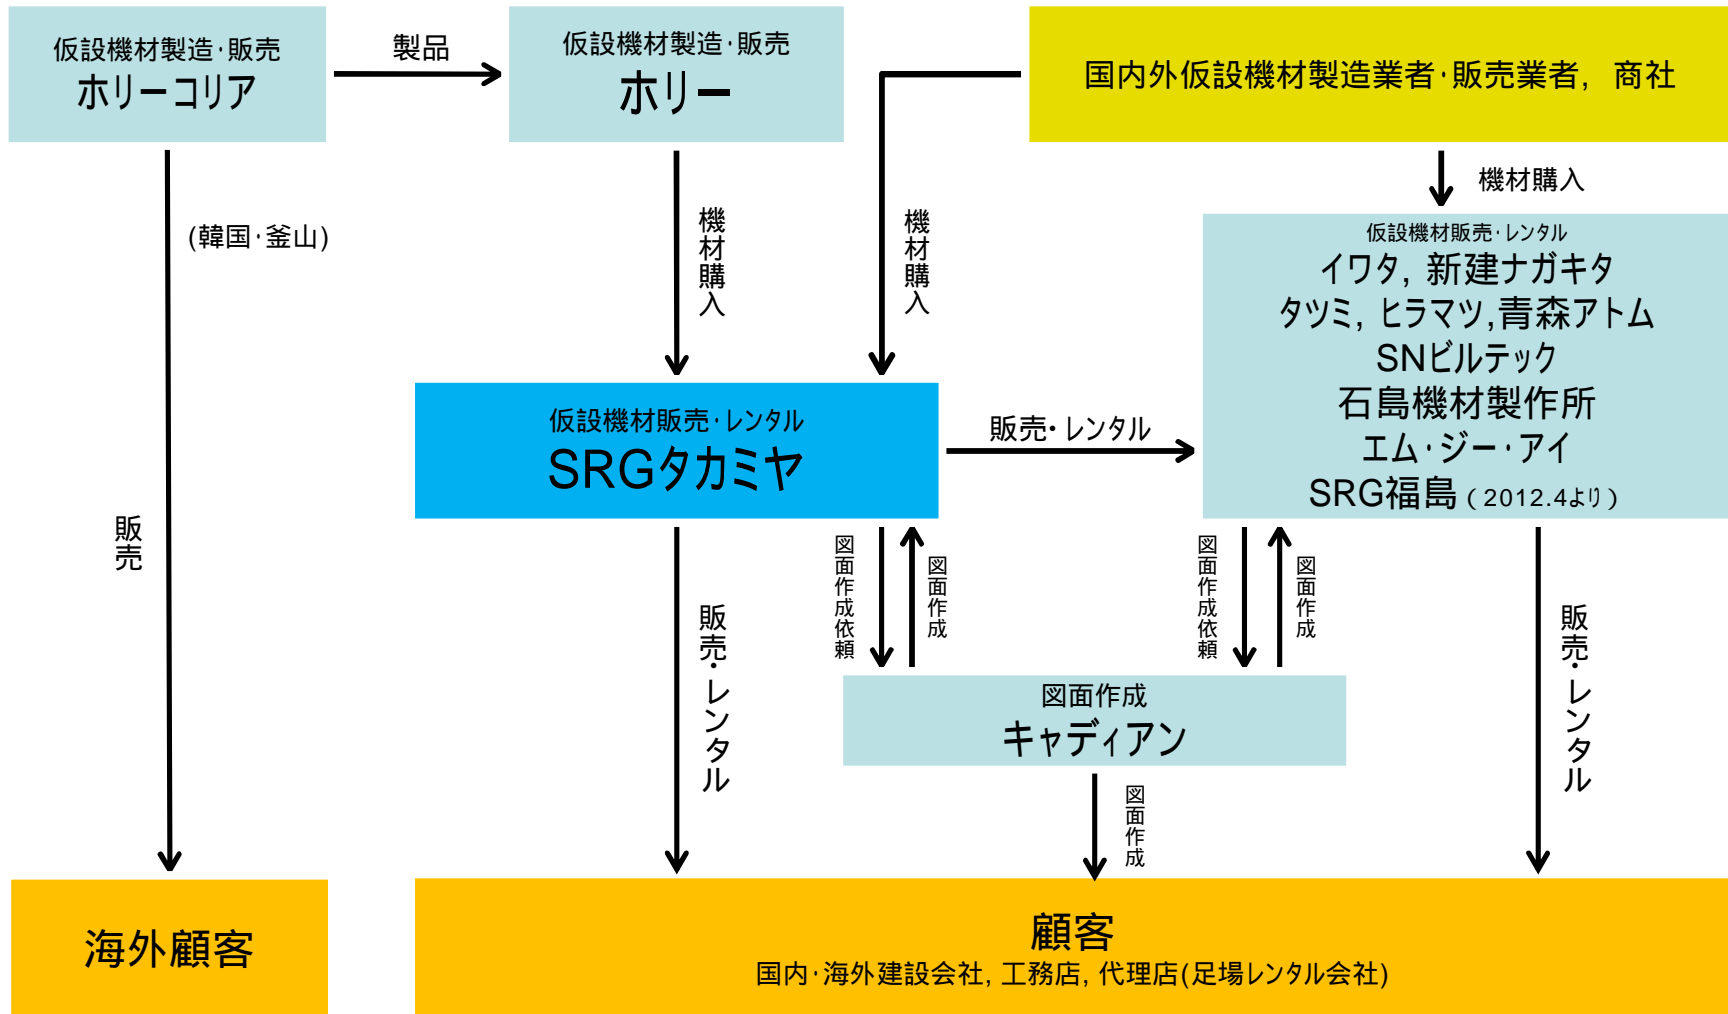 仮設機材製造・販売
ホリーコリア
製品
仮設機材製造・販売
ホリー
国内外仮設機材製造業者・販売業者, 商社
機材購入
(韓国・釜山)
機材購入
機材購入
仮設機材販売・レンタル
イワタ, 新建ナガキタ
タツミ, ヒラマツ,青森アトム
SNビルテック
石島機材製作所
エム・ジー・アイ
SRG福島（2012.4より）
仮設機材販売・レンタル
SRGタカミヤ
販売・レンタル
販売
販売・レンタル
図面作成依頼
図面作成
図面作成依頼
図面作成
販売・レンタル
図面作成
キャディアン
図面作成
海外顧客
顧客
国内・海外建設会社, 工務店, 代理店(足場レンタル会社)